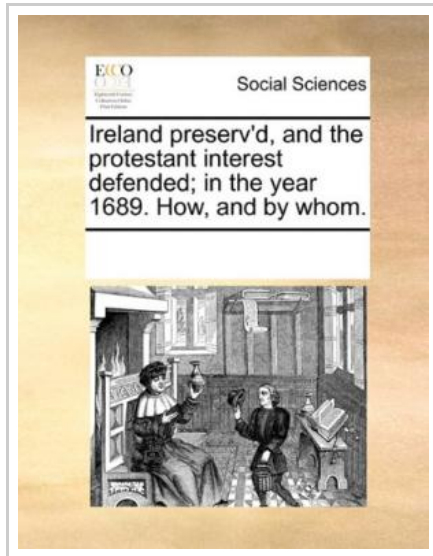 ECCO
Social Sciences
Ireland preserv'd, and the
protestant interest
defended; in the year
1689. How, and by whom.